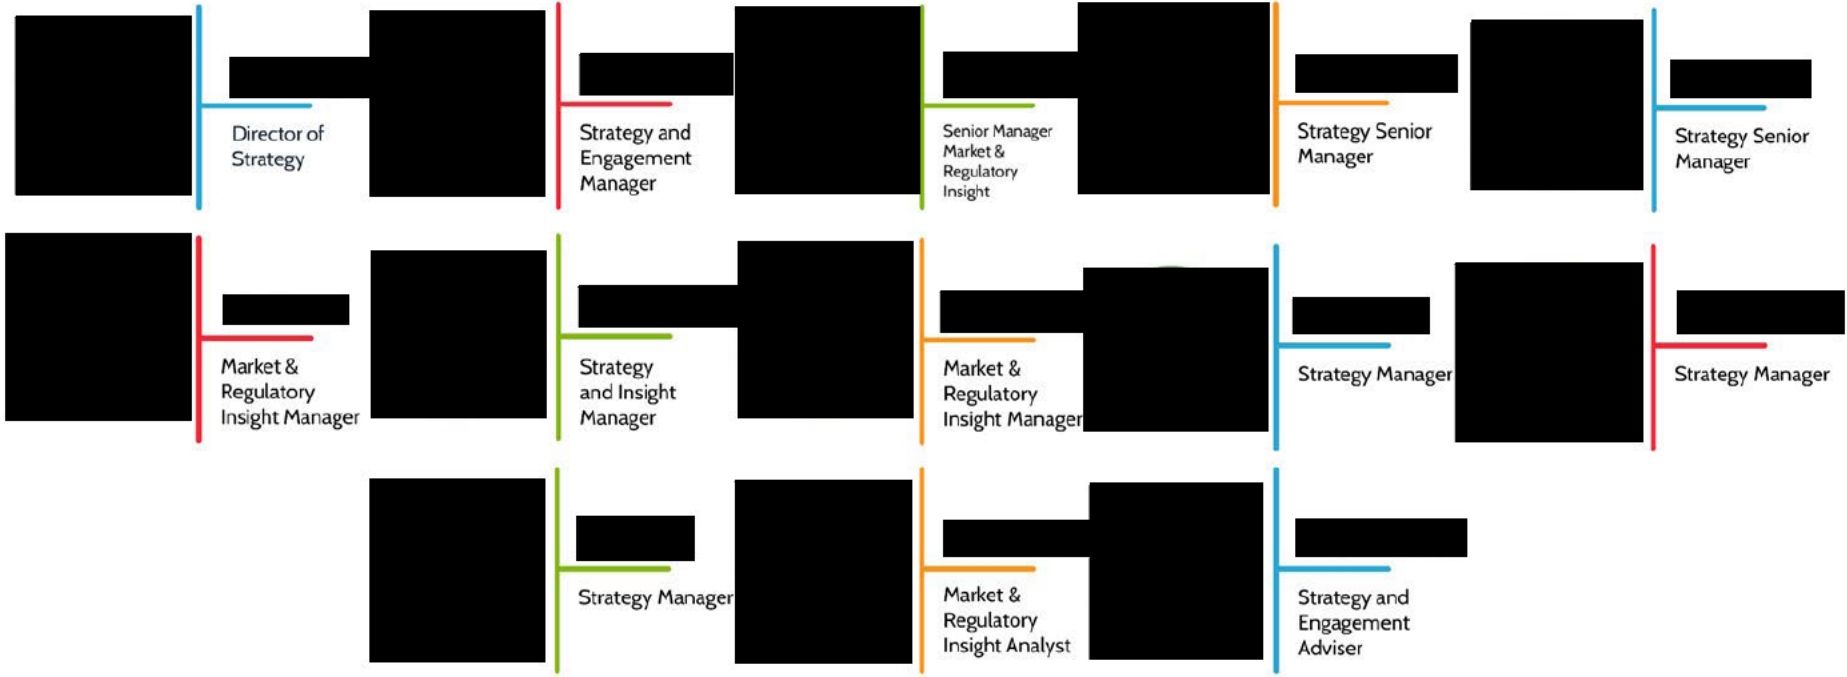 Director of
Strategy
Strategy and
Engagement
Manager
Senior Manager
Market &
Regulatory
Insight
Strategy Senior
Manager
Strategy Senior
Manager
Market &
Regulatory
Insight Manager
Strategy
and Insight
Manager
Market &
Regulatory
Insight Manager
Strategy Manager
Strategy Manager
Strategy Manager
Market &
Regulatory
Insight Analyst
Strategy and
Engagement
Adviser